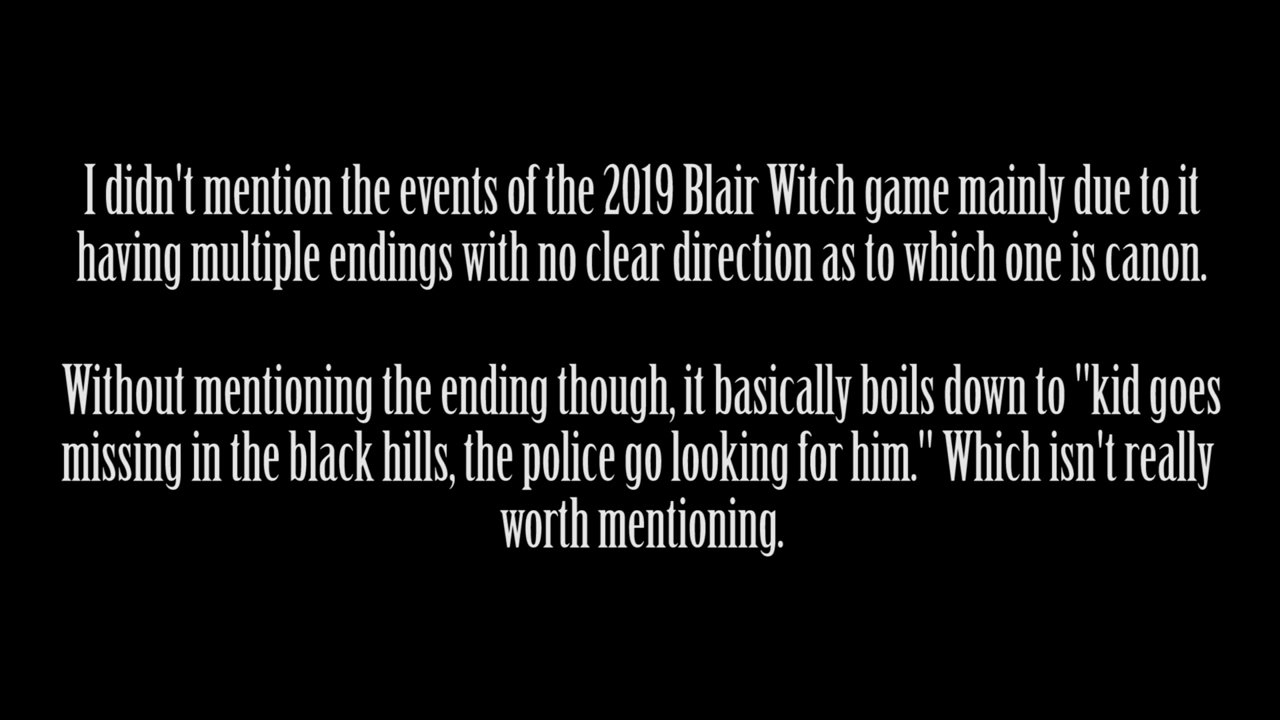 I didn't mention the events of the 2019 Blair Witch game mainly due to it
having multiple endings with no clear direction as to which one is canon.
Without mentioning the ending though, it basically boils down to "kid goes
missing in the black hills, the police go looking for him." Which isn't really
worth mentioning.